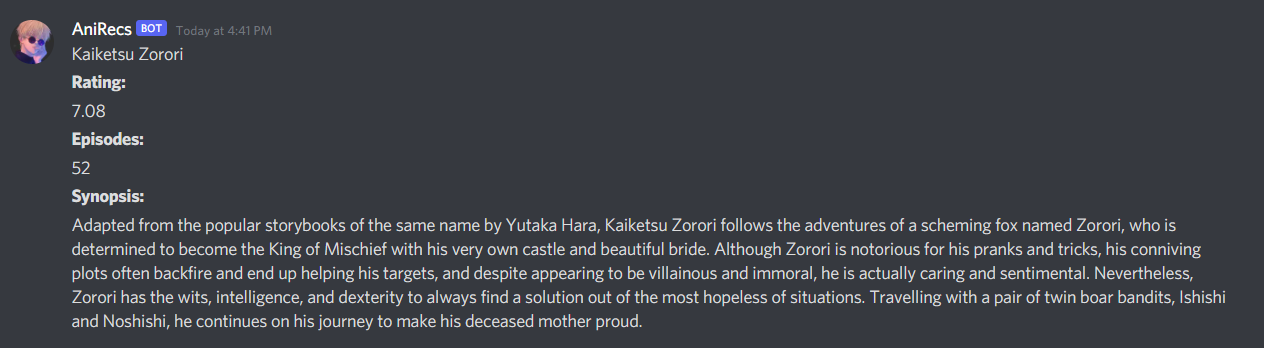 AniRecs BOT Today at 4:41 PM
Kaiketsu Zorori
Rating:
7.08
Episodes:
52
Synopsis:
Adapted from the popular storybooks of the same name by Yutaka Hara, Kaiketsu Zorori follows the adventures of a scheming fox named Zorori, who is
determined to become the King of Mischief with his very own castle and beautiful bride. Although Zorori is notorious for his pranks and tricks, his conniving
plots often backfire and end up helping his targets, and despite appearing to be villainous and immoral, he is actually caring and sentimental. Nevertheless,
Zorori has the wits, intelligence, and dexterity to always find a solution out of the most hopeless of situations. Travelling with a pair of twin boar bandits, Ishishi
and Noshishi, he continues on his journey to make his deceased mother proud.